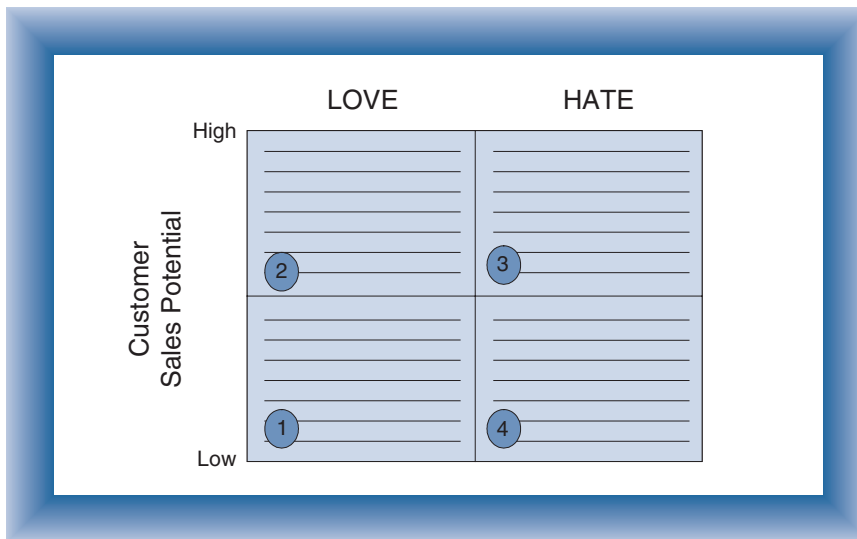 LOVE HATE
High
2 3
Customer
Sales Potential
1 4
Low